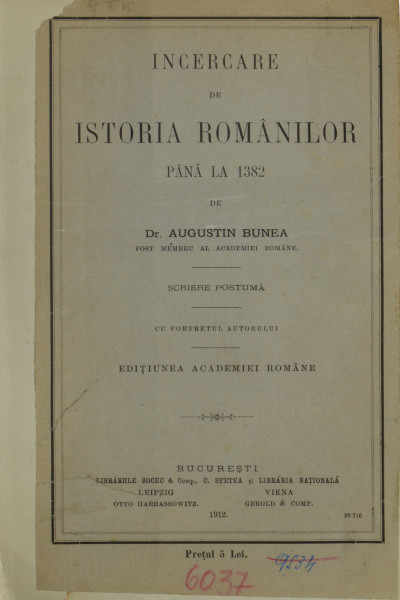 INCERCARE
DE
ISTORIA ROMÂNILOR
PÂNĂ LA 1382
DE
Dr. AUGUSTIN BUNEA
FOST MEMBRU AL ACADEMIEI ROMÂNE.
SCRIERE POSTUMĂ
CU PORTRETUL AUTORULUI
EDIȚIUNEA ACADEMIEI ROMÂNE
BUCUREȘTI
LIBRĂRIILE SOCEC & Comp., C. SFETEA și LIBRĂRIA NAȚIONALĂ
LEIPZIG VIENA
OTTO HARRASSOWITZ. GEROLD & COMP.
1912.
Prețul 5 Lei.
6037
9534